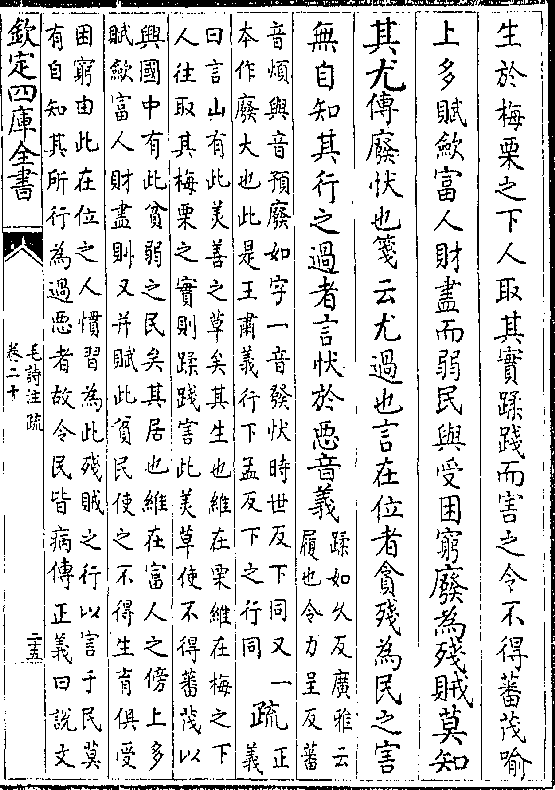 生於梅栗之下人取其實蹂踐而害之令不得蕃茂喻
上多賦歛富人財盡而弱民與受困窮廢為殘賊莫知
其尤傳廢忕也箋云尤過也言在位者貪殘為民之害
無自知其行之過者言忕於惡音義
蹂如久反廣雅云
履也令力呈反蕃
音煩與音預廢如字一音發忕時世反下同又一
本作廢大也此是王肅義行下孟反下之行同
疏
正
義
曰言山有此美善之草矣其生也維在栗維在梅之下
人往取其梅栗之實則蹂踐害此美草使不得蕃茂以
興國中有此貧弱之民矣其居也維在富人之傍上多
賦歛富人財盡則又并賦此貧民使之不得生育俱受
困窮由此在位之人慣習為此殘賊之行以言于民莫
有自知其所行為過惡者故令民皆病傳正義曰說文
欽定四庫全書
毛詩注疏
卷二十